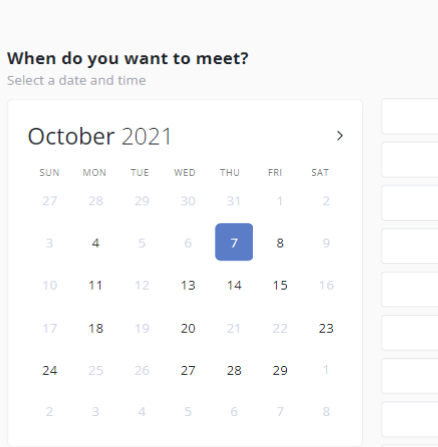 When do you want to meet?
Select a date and time
October 2021 >
SUN MON TUE WED THU FRI SAT
27 28 29 30 31 1 2
3 4 5 6 7 8 9
10 11 12 13 14 15 16
17 18 19 20 21 22 23
24 25 26 27 28 29 1
2 3 4 5 6 7 8